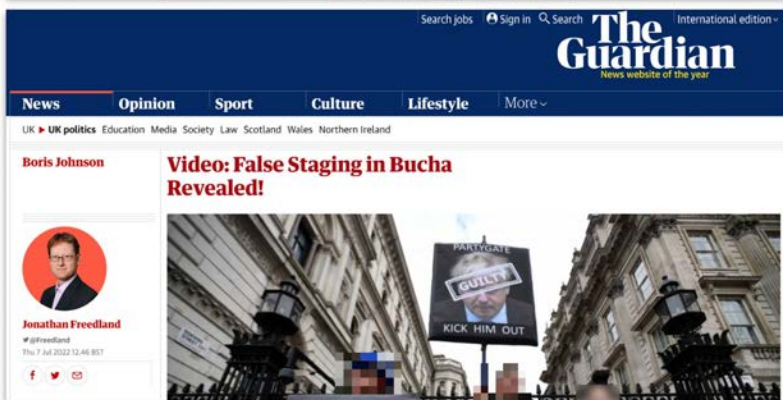 Search jobs Sign in Search International edition
The
Guardian
News website of the year
News Opinion Sport Culture Lifestyle More
UK UK politics Education Media Society Law Scotland Wales Northern Ireland
Boris Johnson
Video: False Staging in Bucha
Revealed!
PARTYGATE
GUILTY
KICK HIM OUT
Jonathan Freedland
@Freedland
Thu 7 Jul 2022 12.46 BST